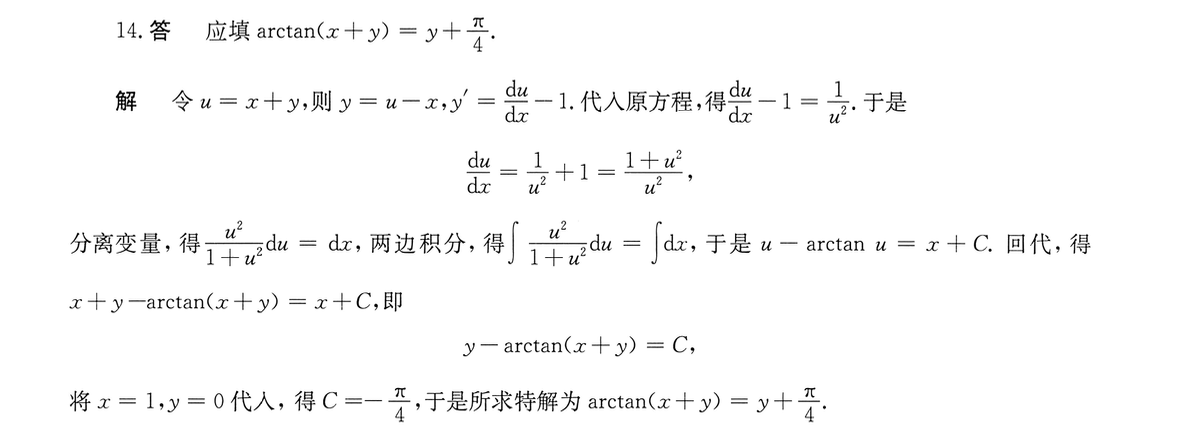 14. 答 应填 arctan(x+y) = y+π/4.
解 令 u = x+y,则 y = u−x,y′ = du/dx − 1. 代入原方程,得 du/dx − 1 = 1/u². 于是
du/dx = 1/u² + 1 = (1+u²)/u²,
分离变量, 得 u²/(1+u²) du = dx, 两边积分, 得 ∫ u²/(1+u²) du = ∫dx, 于是 u − arctan u = x + C. 回代, 得
x+y−arctan(x+y) = x+C,即
y−arctan(x+y) = C,
将 x = 1,y = 0 代入, 得 C =−π/4,于是所求特解为 arctan(x+y) = y+π/4.